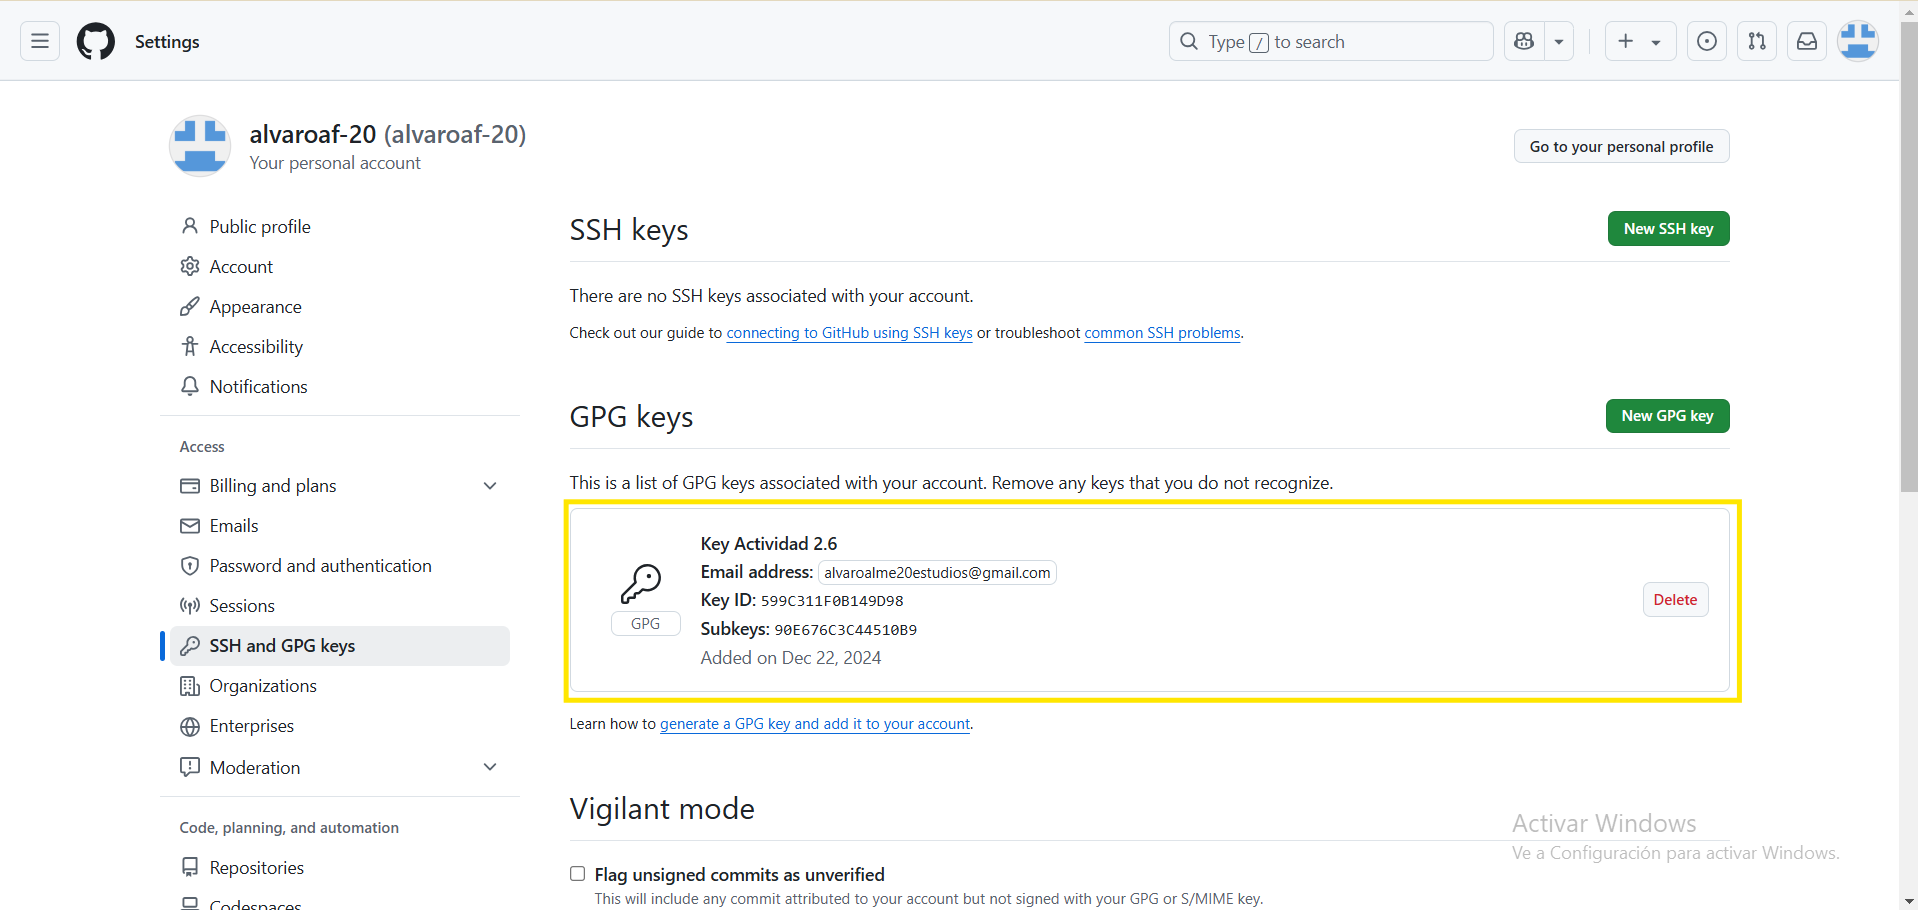 Settings
Type / to search
alvaroaf-20 (alvaroaf-20)
Your personal account
Go to your personal profile
Public profile
Account
Appearance
Accessibility
Notifications
Access
Billing and plans
Emails
Password and authentication
Sessions
SSH and GPG keys
Organizations
Enterprises
Moderation
Code, planning, and automation
Repositories
Codespaces
SSH keys
New SSH key
There are no SSH keys associated with your account.
Check out our guide to connecting to GitHub using SSH keys or troubleshoot common SSH problems.
GPG keys
New GPG key
This is a list of GPG keys associated with your account. Remove any keys that you do not recognize.
Key Actividad 2.6
Email address: alvaroalme20estudios@gmail.com
Key ID: 599C311F0B149D98
GPG
Subkeys: 90E676C3C44510B9
Added on Dec 22, 2024
Delete
Learn how to generate a GPG key and add it to your account.
Vigilant mode
Flag unsigned commits as unverified
This will include any commit attributed to your account but not signed with your GPG or S/MIME key.
Activar Windows
Ve a Configuración para activar Windows.